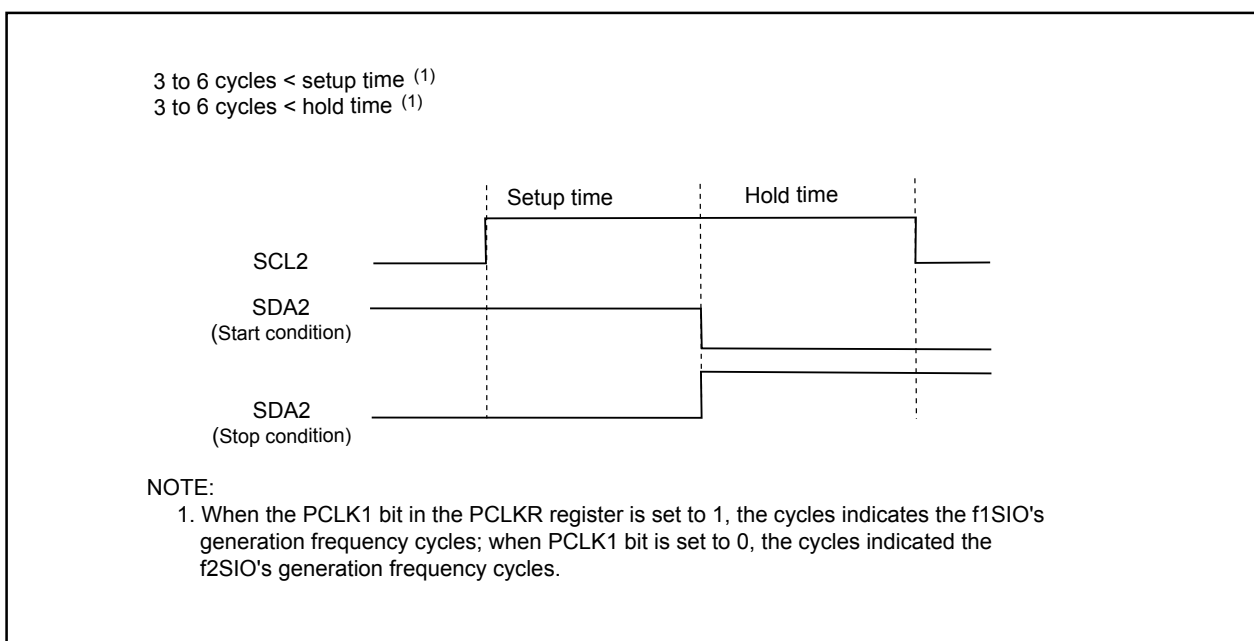 3 to 6 cycles < setup time (1)
3 to 6 cycles < hold time (1)
Setup time
Hold time
SCL2
SDA2
(Start condition)
SDA2
(Stop condition)
NOTE:
1. When the PCLK1 bit in the PCLKR register is set to 1, the cycles indicates the f1SIO's
generation frequency cycles; when PCLK1 bit is set to 0, the cycles indicated the
f2SIO's generation frequency cycles.